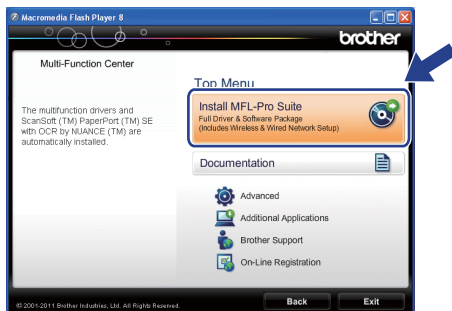 Macromedia Flash Player 8
brother
Multi-Function Center
Top Menu
The multifunction drivers and
ScanSoft (TM) PaperPort (TM) SE
with OCR by NUANCE (TM) are
automatically installed.
Install MFL-Pro Suite
Full Driver & Software Package
(Includes Wireless & Wired Network Setup)
Documentation
Advanced
Additional Applications
Brother Support
On-Line Registration
© 2001-2011 Brother Industries, Ltd. All Rights Reserved.
Back
Exit